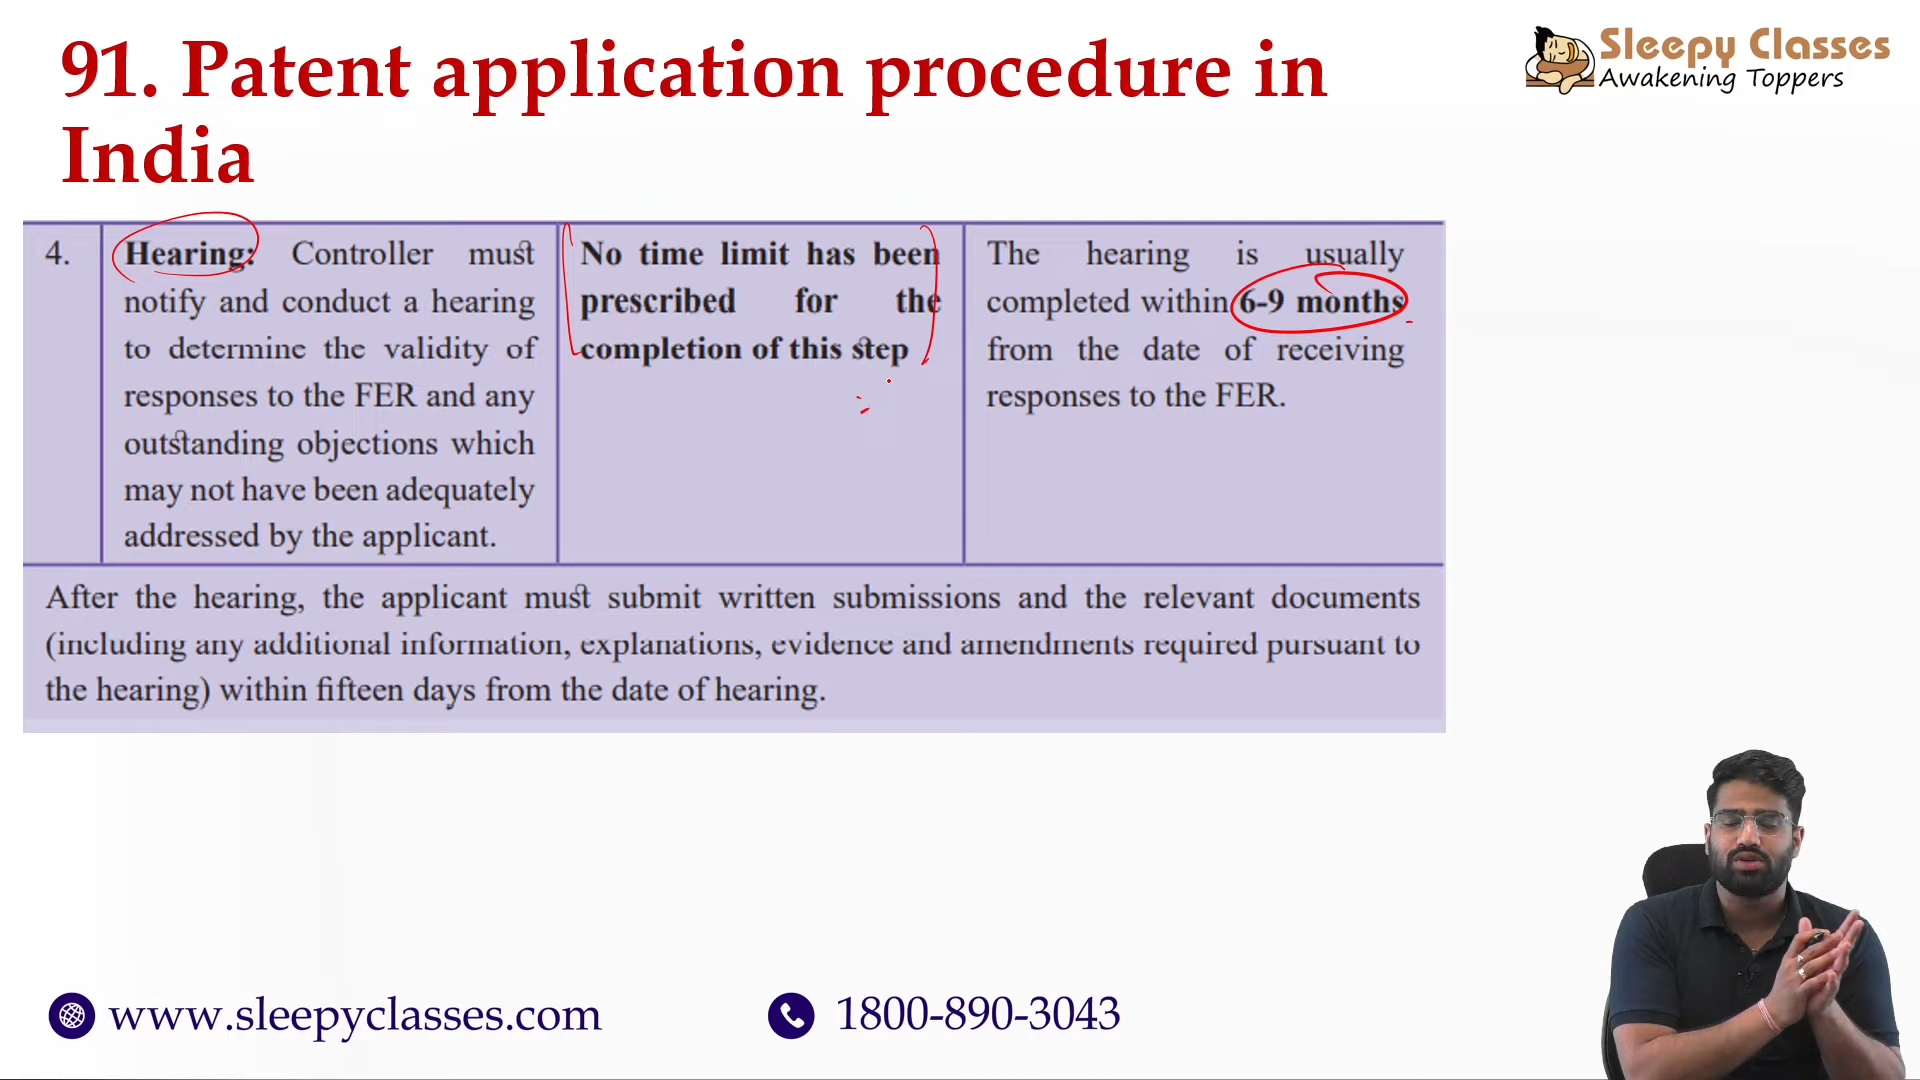 91. Patent application procedure in
India
Sleepy Classes
Awakening Toppers
4.
Hearing: Controller must
notify and conduct a hearing
to determine the validity of
responses to the FER and any
outstanding objections which
may not have been adequately
addressed by the applicant.
No time limit has been
prescribed for the
completion of this step
The hearing is usually
completed within 6-9 months
from the date of receiving
responses to the FER.
After the hearing, the applicant must submit written submissions and the relevant documents
(including any additional information, explanations, evidence and amendments required pursuant to
the hearing) within fifteen days from the date of hearing.
www.sleepyclasses.com
1800-890-3043